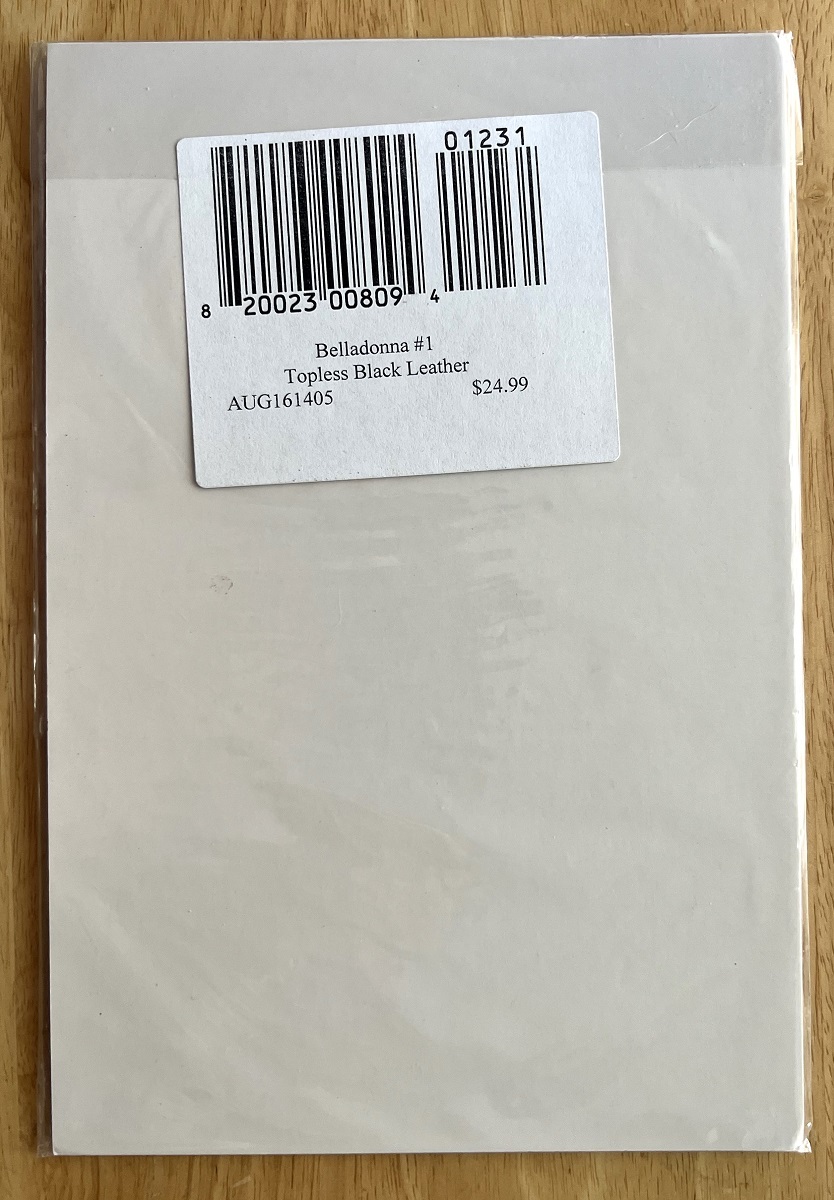 01231
8 20023 00809 4
Belladonna #1
Topless Black Leather
AUG161405 $24.99